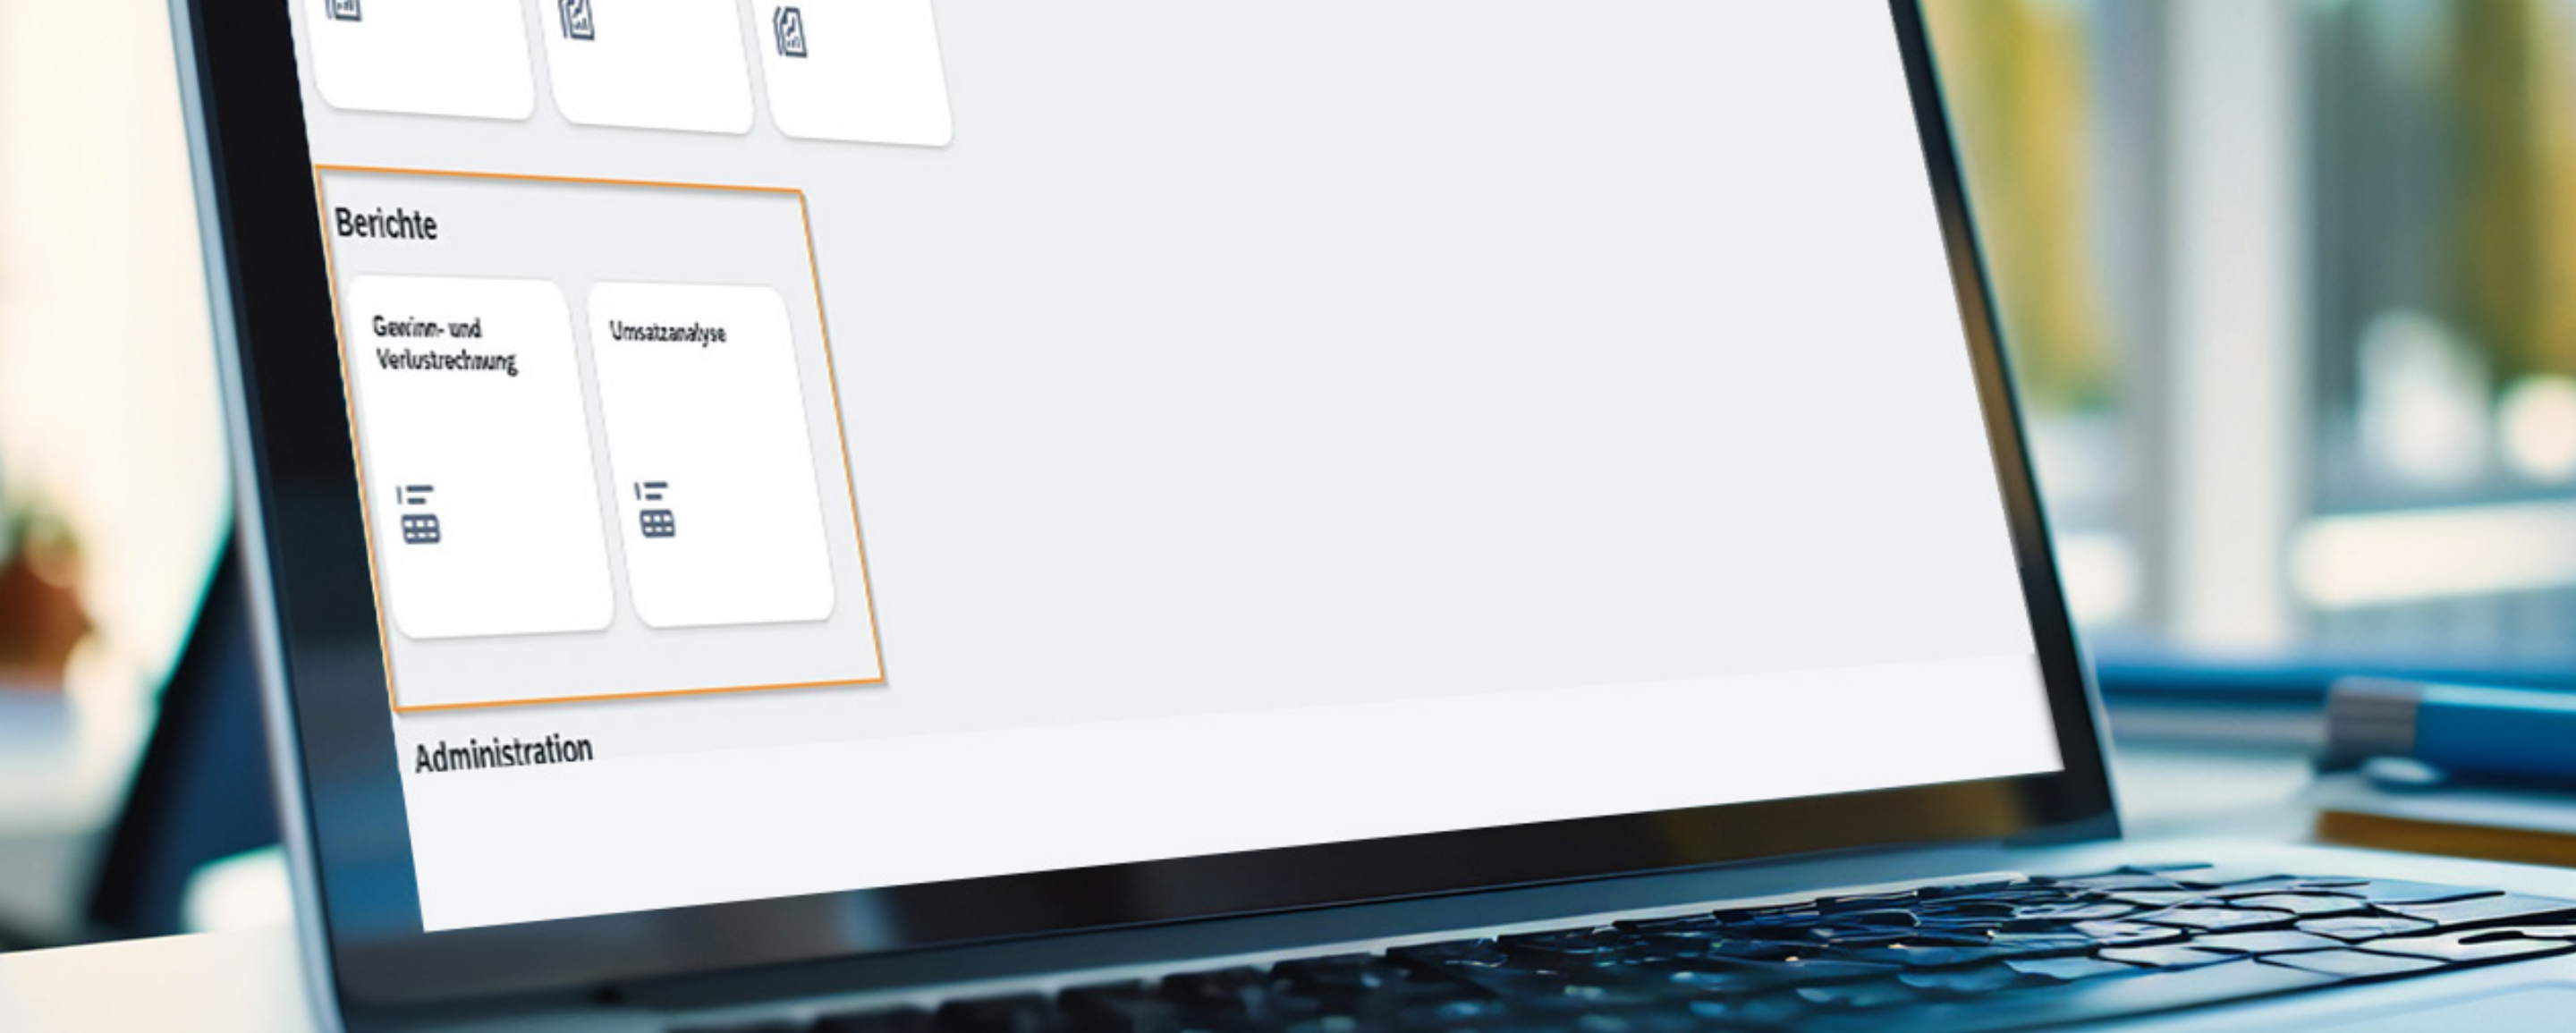 Berichte
Gewinn- und
Verlustrechnung
Umsatzanalyse
Administration